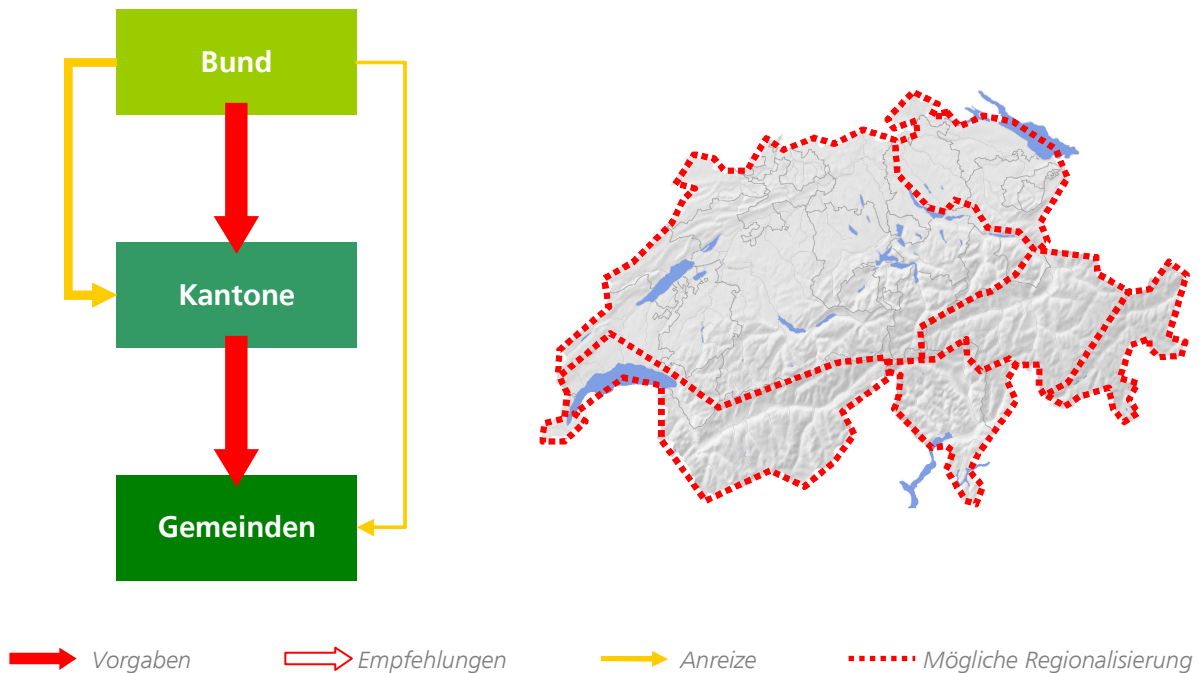 Bund
Kantone
Gemeinden
Vorgaben
Empfehlungen
Anreize
Mögliche Regionalisierung